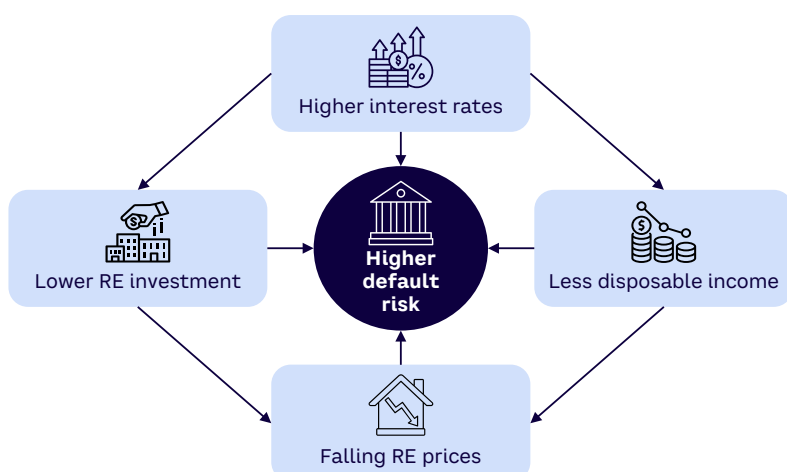 $
%
Higher interest rates
$
Lower RE investment
Higher
default
risk
$
Less disposable income
Falling RE prices